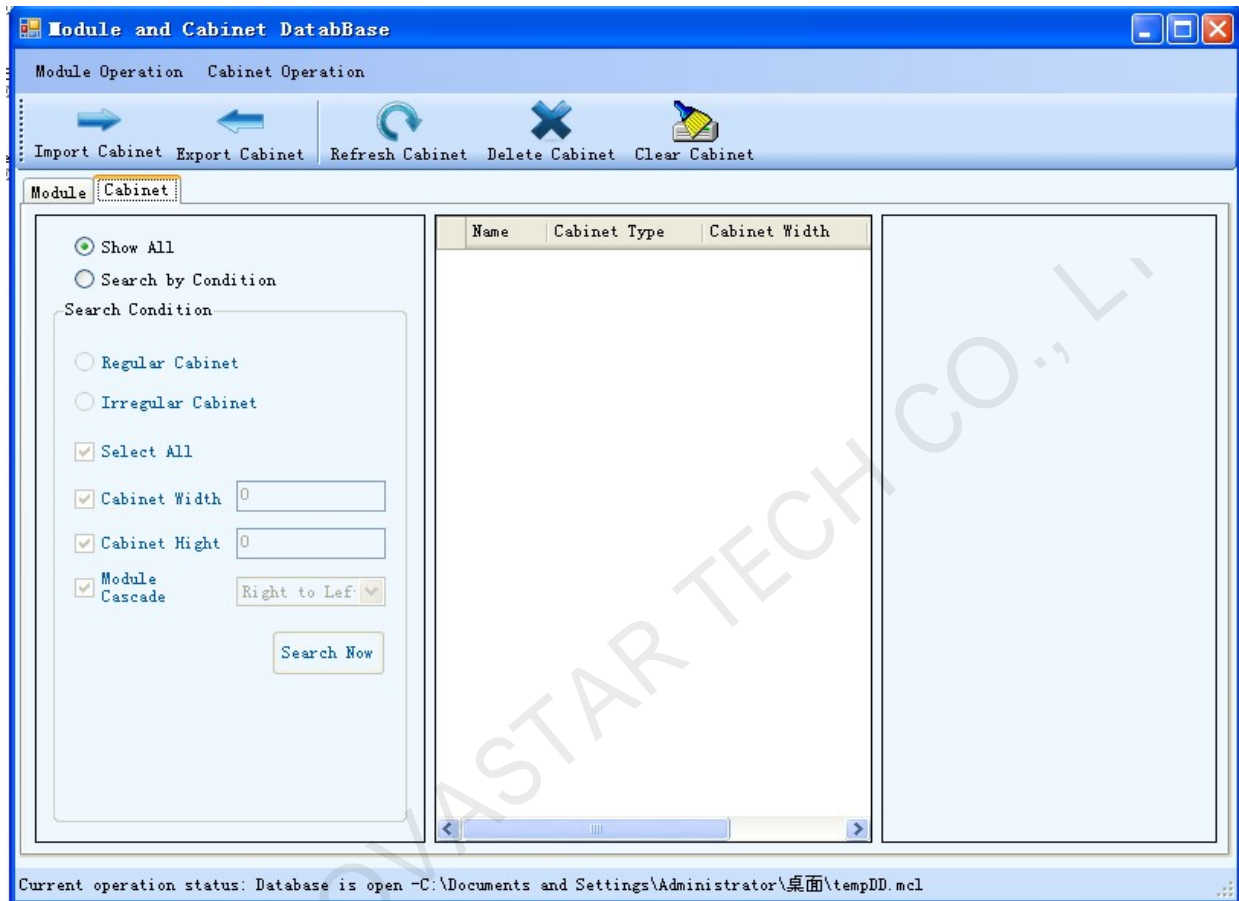 Module and Cabinet DatabBase
Module Operation Cabinet Operation
Import Cabinet Export Cabinet Refresh Cabinet Delete Cabinet Clear Cabinet
Module Cabinet
Show All
Search by Condition
Search Condition
Regular Cabinet
Irregular Cabinet
Select All
Cabinet Width 0
Cabinet Hight 0
Module
Cascade
Right to Lef
Search Now
Name Cabinet Type Cabinet Width
OVASTAR TECH CO., L
Current operation status: Database is open -C:\Documents and Settings\Administrator\桌面\tempDD.mcl